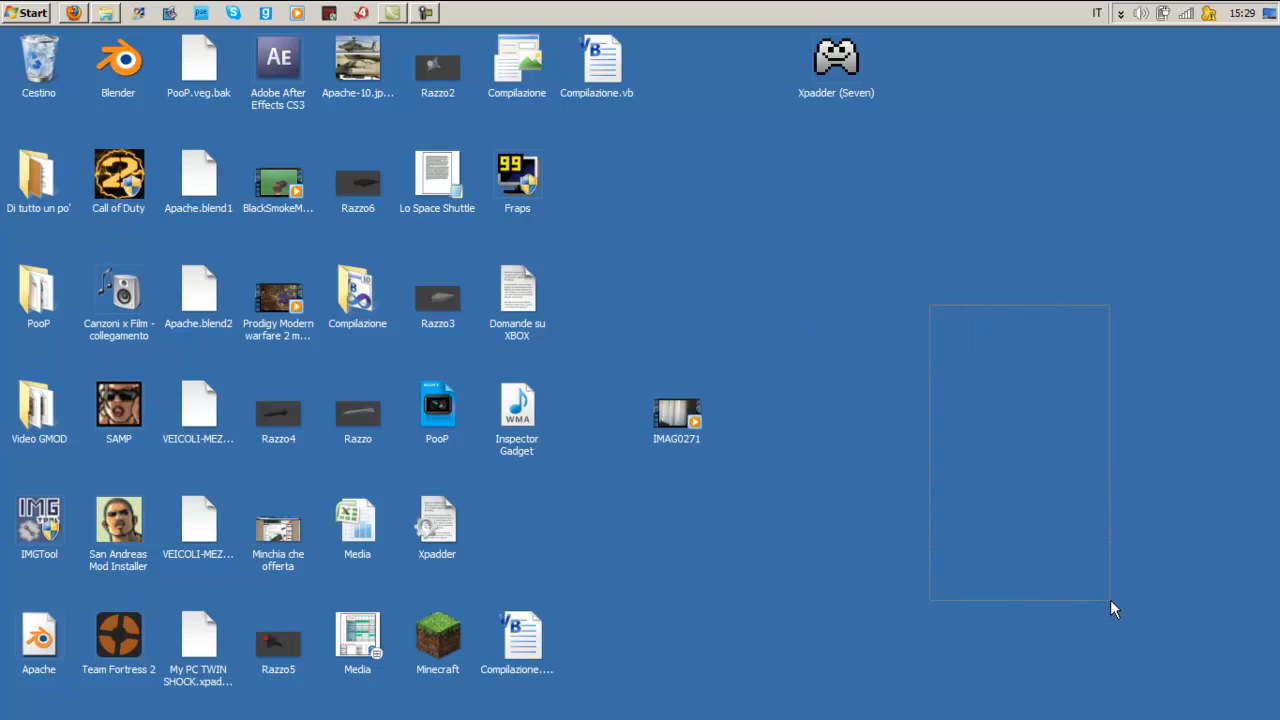 Start
IT
15:29
Cestino
Blender
PooP.veg.bak
Adobe After
Effects CS3
Apache-10.jp...
Razzo2
Compilazione
Compilazione.vb
Xpadder (Seven)
Di tutto un po'
Call of Duty
Apache.blend1
BlackSmokeM...
Razzo6
Lo Space Shuttle
99
Fraps
PooP
Canzoni x Film -
collegamento
Apache.blend2
Prodigy Modern
warfare 2 m...
Compilazione
Razzo3
Domande su
XBOX
Video GMOD
SAMP
VEICOLI-MEZ...
Razzo4
Razzo
PooP
WMA
Inspector
Gadget
IMAG0271
IMG
TOOL
IMGTool
San Andreas
Mod Installer
VEICOLI-MEZ...
Minchia che
offerta
Media
Xpadder
Apache
Team Fortress 2
My PC TWIN
SHOCK.xpad...
Razzo5
Media
Minecraft
Compilazione....